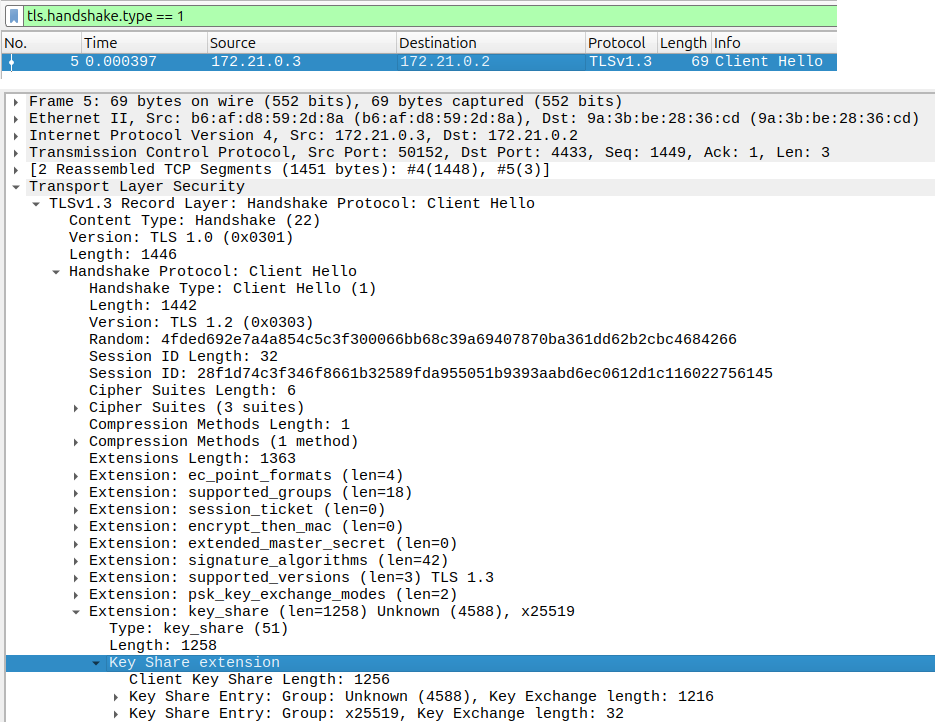 tls.handshake.type == 1
No. Time Source Destination Protocol Length Info
5 0.000397 172.21.0.3 172.21.0.2 TLSv1.3 69 Client Hello
Frame 5: 69 bytes on wire (552 bits), 69 bytes captured (552 bits)
Ethernet II, Src: b6:af:d8:59:2d:8a (b6:af:d8:59:2d:8a), Dst: 9a:3b:be:28:36:cd (9a:3b:be:28:36:cd)
Internet Protocol Version 4, Src: 172.21.0.3, Dst: 172.21.0.2
Transmission Control Protocol, Src Port: 50152, Dst Port: 4433, Seq: 1449, Ack: 1, Len: 3
[2 Reassembled TCP Segments (1451 bytes): #4(1448), #5(3)]
Transport Layer Security
TLSv1.3 Record Layer: Handshake Protocol: Client Hello
Content Type: Handshake (22)
Version: TLS 1.0 (0x0301)
Length: 1446
Handshake Protocol: Client Hello
Handshake Type: Client Hello (1)
Length: 1442
Version: TLS 1.2 (0x0303)
Random: 4fded692e7a4a854c5c3f300066bb68c39a69407870ba361dd62b2cbc4684266
Session ID Length: 32
Session ID: 28f1d74c3f346f8661b32589fda955051b9393aabd6ec0612d1c116022756145
Cipher Suites Length: 6
Cipher Suites (3 suites)
Compression Methods Length: 1
Compression Methods (1 method)
Extensions Length: 1363
Extension: ec_point_formats (len=4)
Extension: supported_groups (len=18)
Extension: session_ticket (len=0)
Extension: encrypt_then_mac (len=0)
Extension: extended_master_secret (len=0)
Extension: signature_algorithms (len=42)
Extension: supported_versions (len=3) TLS 1.3
Extension: psk_key_exchange_modes (len=2)
Extension: key_share (len=1258) Unknown (4588), x25519
Type: key_share (51)
Length: 1258
Key Share extension
Client Key Share Length: 1256
Key Share Entry: Group: Unknown (4588), Key Exchange length: 1216
Key Share Entry: Group: x25519, Key Exchange length: 32